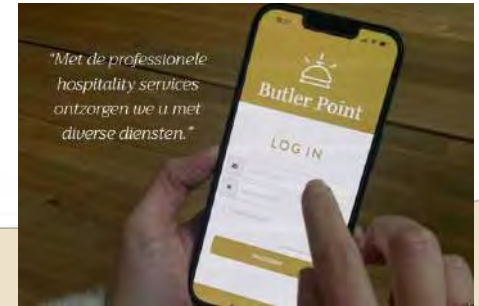 "Met de professionele
hospitality services
ontzorgen we u met
diverse diensten."
Butler Point
LOG IN